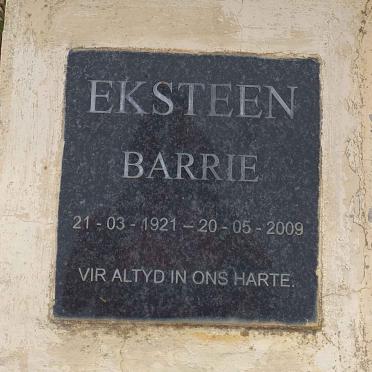 EKSTEEN
BARRIE
21 - 03 - 1921 – 20 - 05 - 2009
VIR ALTYD IN ONS HARTE.